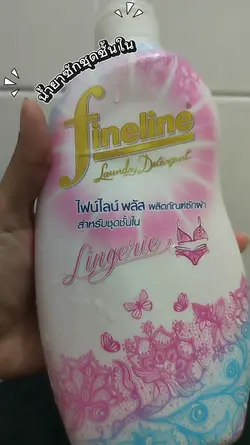 น้ำยาซักชุดชั้นใน
fineline
Laundry Detergent
ไฟน์ไลน์ พลัส ผลิตภัณฑ์ซักผ้า
สำหรับชุดชั้นใน
Lingerie